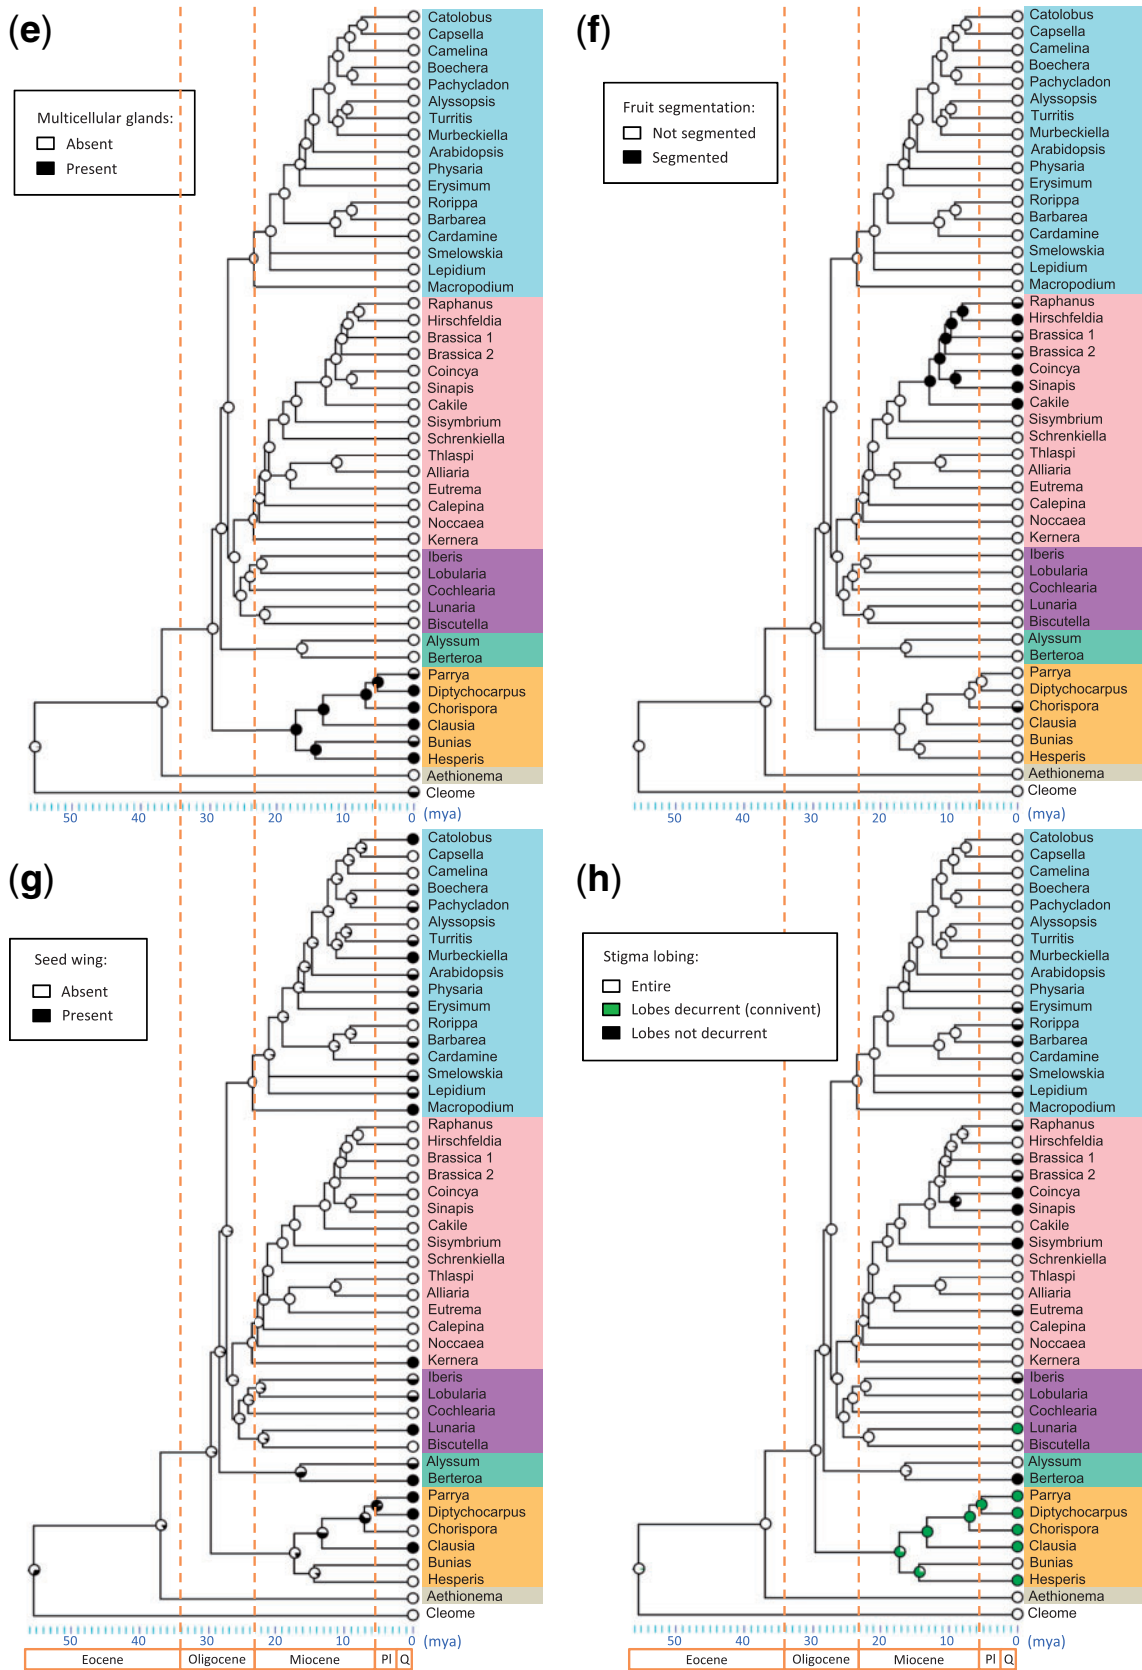 (e)
Multicellular glands:
Absent
Present
Catolobus
Capsella
Camelina
Boechera
Pachycladon
Alyssopsis
Turritis
Murbeckiella
Arabidopsis
Physaria
Erysimum
Rorippa
Barbarea
Cardamine
Smelowskia
Lepidium
Macropodium
Raphanus
Hirschfeldia
Brassica 1
Brassica 2
Coincya
Sinapis
Cakile
Sisymbrium
Schrenkiella
Thlaspi
Alliaria
Eutrema
Calepina
Noccaea
Kernera
Iberis
Lobularia
Cochlearia
Lunaria
Biscutella
Alyssum
Berteroa
Parrya
Diptychocarpus
Chorispora
Clausia
Bunias
Hesperis
Aethionema
Cleome
50 40 30 20 10 0 (mya)
(f)
Fruit segmentation:
Not segmented
Segmented
Catolobus
Capsella
Camelina
Boechera
Pachycladon
Alyssopsis
Turritis
Murbeckiella
Arabidopsis
Physaria
Erysimum
Rorippa
Barbarea
Cardamine
Smelowskia
Lepidium
Macropodium
Raphanus
Hirschfeldia
Brassica 1
Brassica 2
Coincya
Sinapis
Cakile
Sisymbrium
Schrenkiella
Thlaspi
Alliaria
Eutrema
Calepina
Noccaea
Kernera
Iberis
Lobularia
Cochlearia
Lunaria
Biscutella
Alyssum
Berteroa
Parrya
Diptychocarpus
Chorispora
Clausia
Bunias
Hesperis
Aethionema
Cleome
50 40 30 20 10 0 (mya)
(g)
Seed wing:
Absent
Present
Catolobus
Capsella
Camelina
Boechera
Pachycladon
Alyssopsis
Turritis
Murbeckiella
Arabidopsis
Physaria
Erysimum
Rorippa
Barbarea
Cardamine
Smelowskia
Lepidium
Macropodium
Raphanus
Hirschfeldia
Brassica 1
Brassica 2
Coincya
Sinapis
Cakile
Sisymbrium
Schrenkiella
Thlaspi
Alliaria
Eutrema
Calepina
Noccaea
Kernera
Iberis
Lobularia
Cochlearia
Lunaria
Biscutella
Alyssum
Berteroa
Parrya
Diptychocarpus
Chorispora
Clausia
Bunias
Hesperis
Aethionema
Cleome
50 40 30 20 10 0 (mya)
Eocene Oligocene Miocene Pl Q
(h)
Stigma lobing:
Entire
Lobes decurrent (connivent)
Lobes not decurrent
Catolobus
Capsella
Camelina
Boechera
Pachycladon
Alyssopsis
Turritis
Murbeckiella
Arabidopsis
Physaria
Erysimum
Rorippa
Barbarea
Cardamine
Smelowskia
Lepidium
Macropodium
Raphanus
Hirschfeldia
Brassica 1
Brassica 2
Coincya
Sinapis
Cakile
Sisymbrium
Schrenkiella
Thlaspi
Alliaria
Eutrema
Calepina
Noccaea
Kernera
Iberis
Lobularia
Cochlearia
Lunaria
Biscutella
Alyssum
Berteroa
Parrya
Diptychocarpus
Chorispora
Clausia
Bunias
Hesperis
Aethionema
Cleome
50 40 30 20 10 0 (mya)
Eocene Oligocene Miocene Pl Q